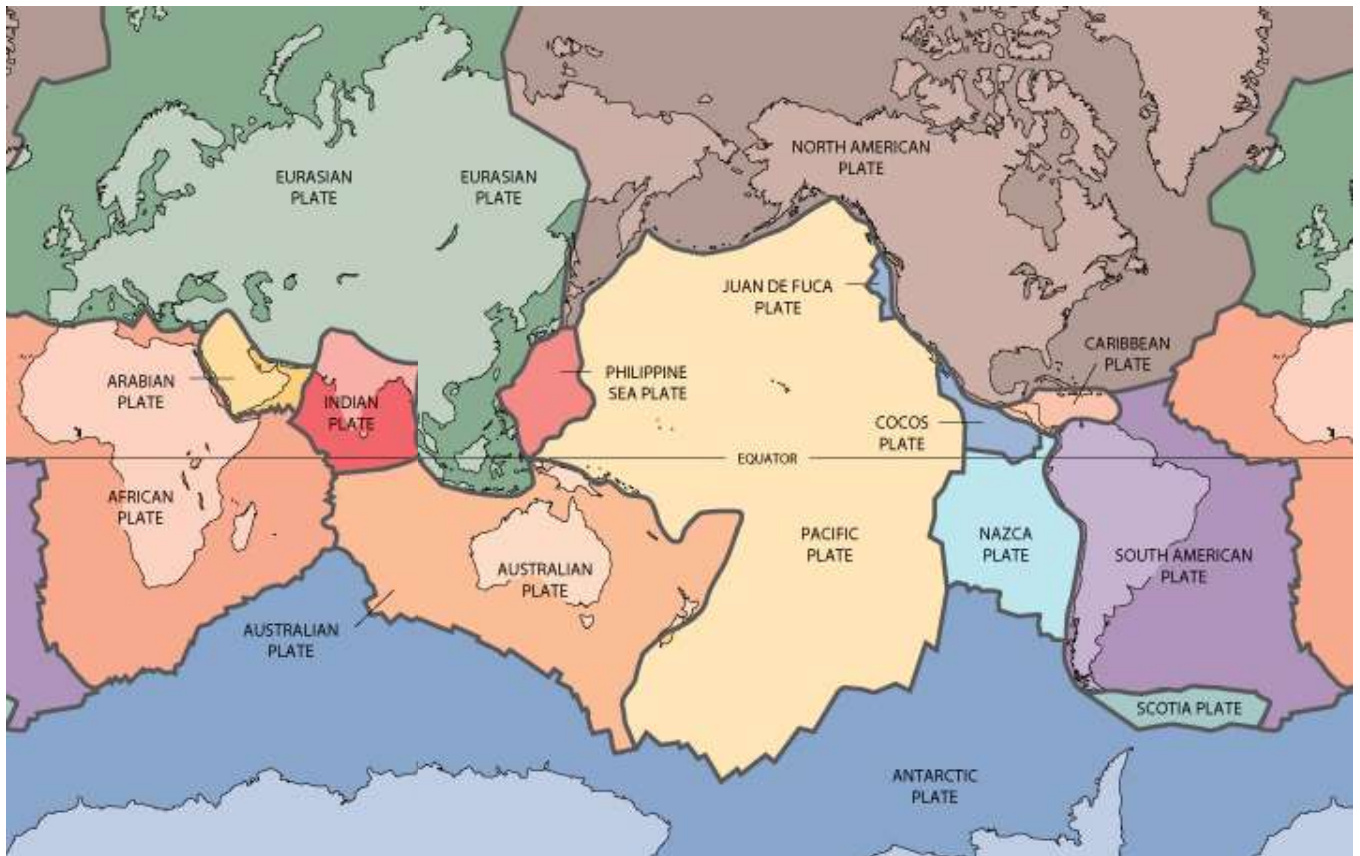 NORTH AMERICAN
PLATE
EURASIAN
PLATE
EURASIAN
PLATE
JUAN DE FUCA
PLATE
CARIBBEAN
PLATE
ARABIAN
PLATE
PHILIPPINE
SEA PLATE
INDIAN
PLATE
COCOS
PLATE
EQUATOR
AFRICAN
PLATE
PACIFIC
PLATE
NAZCA
PLATE
SOUTH AMERICAN
PLATE
AUSTRALIAN
PLATE
AUSTRALIAN
PLATE
SCOTIA PLATE
ANTARCTIC
PLATE